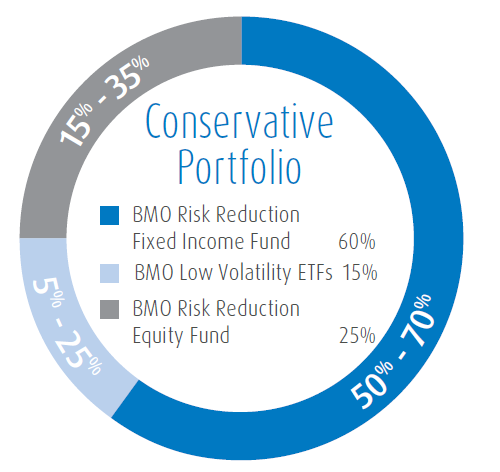 Conservative
Portfolio
BMO Risk Reduction
Fixed Income Fund 60%
BMO Low Volatility ETFs 15%
BMO Risk Reduction
Equity Fund 25%
15% - 35%
5% - 25%
50% - 70%